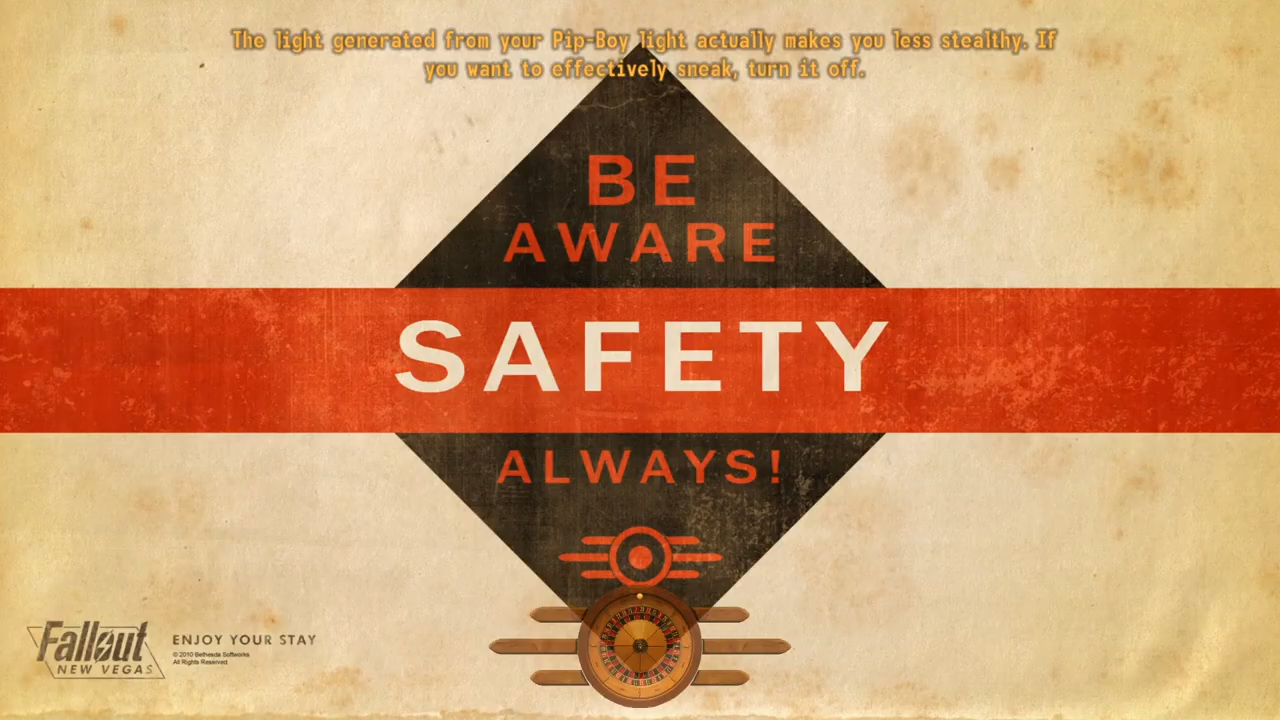 The light generated from your Pip-Boy light actually makes you less stealthy. If
you want to effectively sneak, turn it off.
BE
AWARE
SAFETY
ALWAYS!
Fallout
NEW VEGAS
ENJOY YOUR STAY
© 2010 Bethesda Softworks
All Rights Reserved.